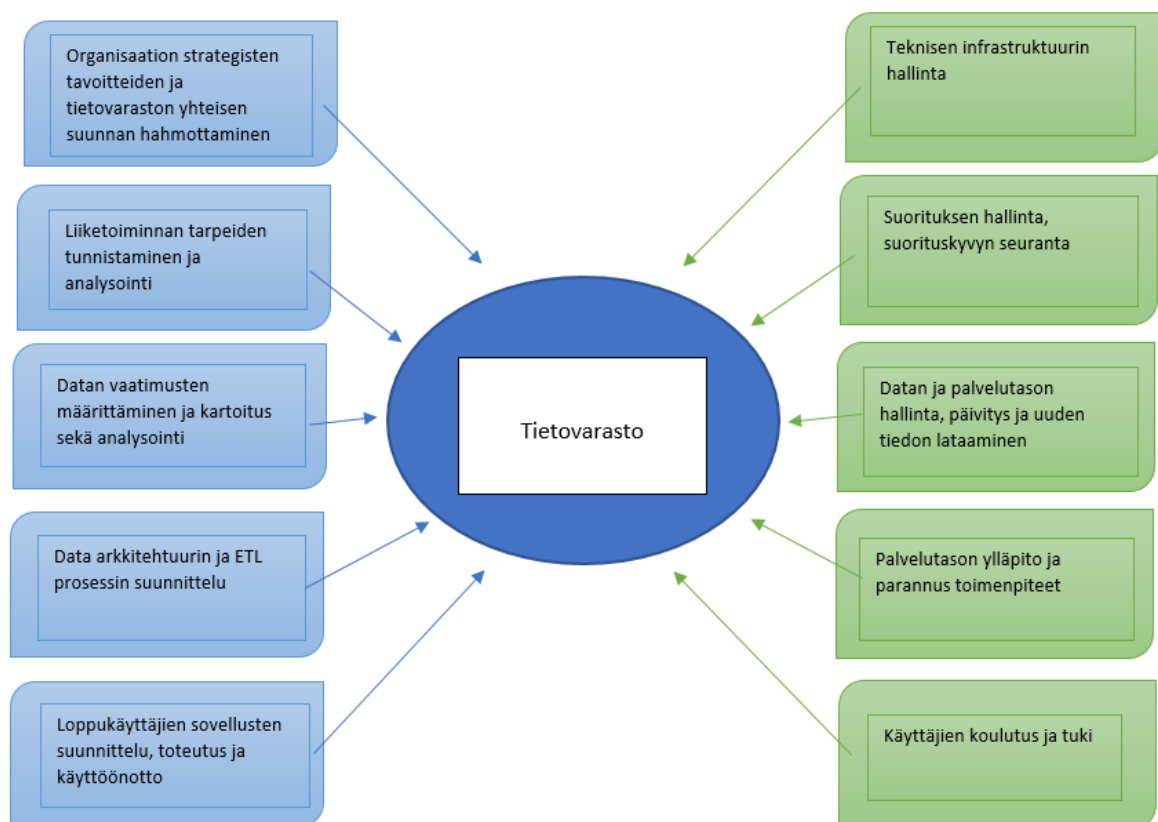 Organisaation strategisten
tavoitteiden ja
tietovaraston yhteisen
suunnan hahmottaminen
Liiketoiminnan tarpeiden
tunnistaminen ja
analysointi
Datan vaatimusten
määrittäminen ja kartoitus
sekä analysointi
Data arkkitehtuurin ja ETL
prosessin suunnittelu
Loppukäyttäjien sovellusten
suunnittelu, toteutus ja
käyttöönotto
Tietovarasto
Teknisen infrastruktuurin
hallinta
Suorituksen hallinta,
suorituskyvyn seuranta
Datan ja palvelutason
hallinta, päivitys ja uuden
tiedon lataaminen
Palvelutason ylläpito ja
parannus toimenpiteet
Käyttäjien koulutus ja tuki